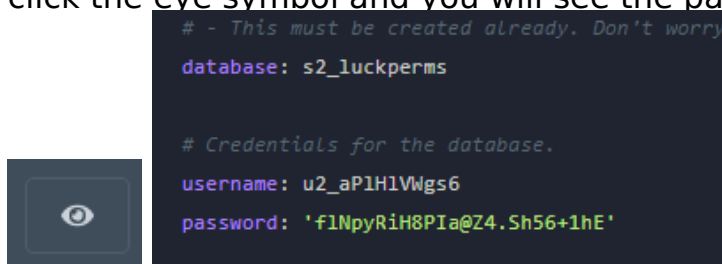 click the eye symbol and you will see the pa
# - This must be created already. Don't worry
database: s2_luckperms
# Credentials for the database.
username: u2_aPlHlVWgs6
password: 'flNpyRiH8PIa@Z4.Sh56+1hE'